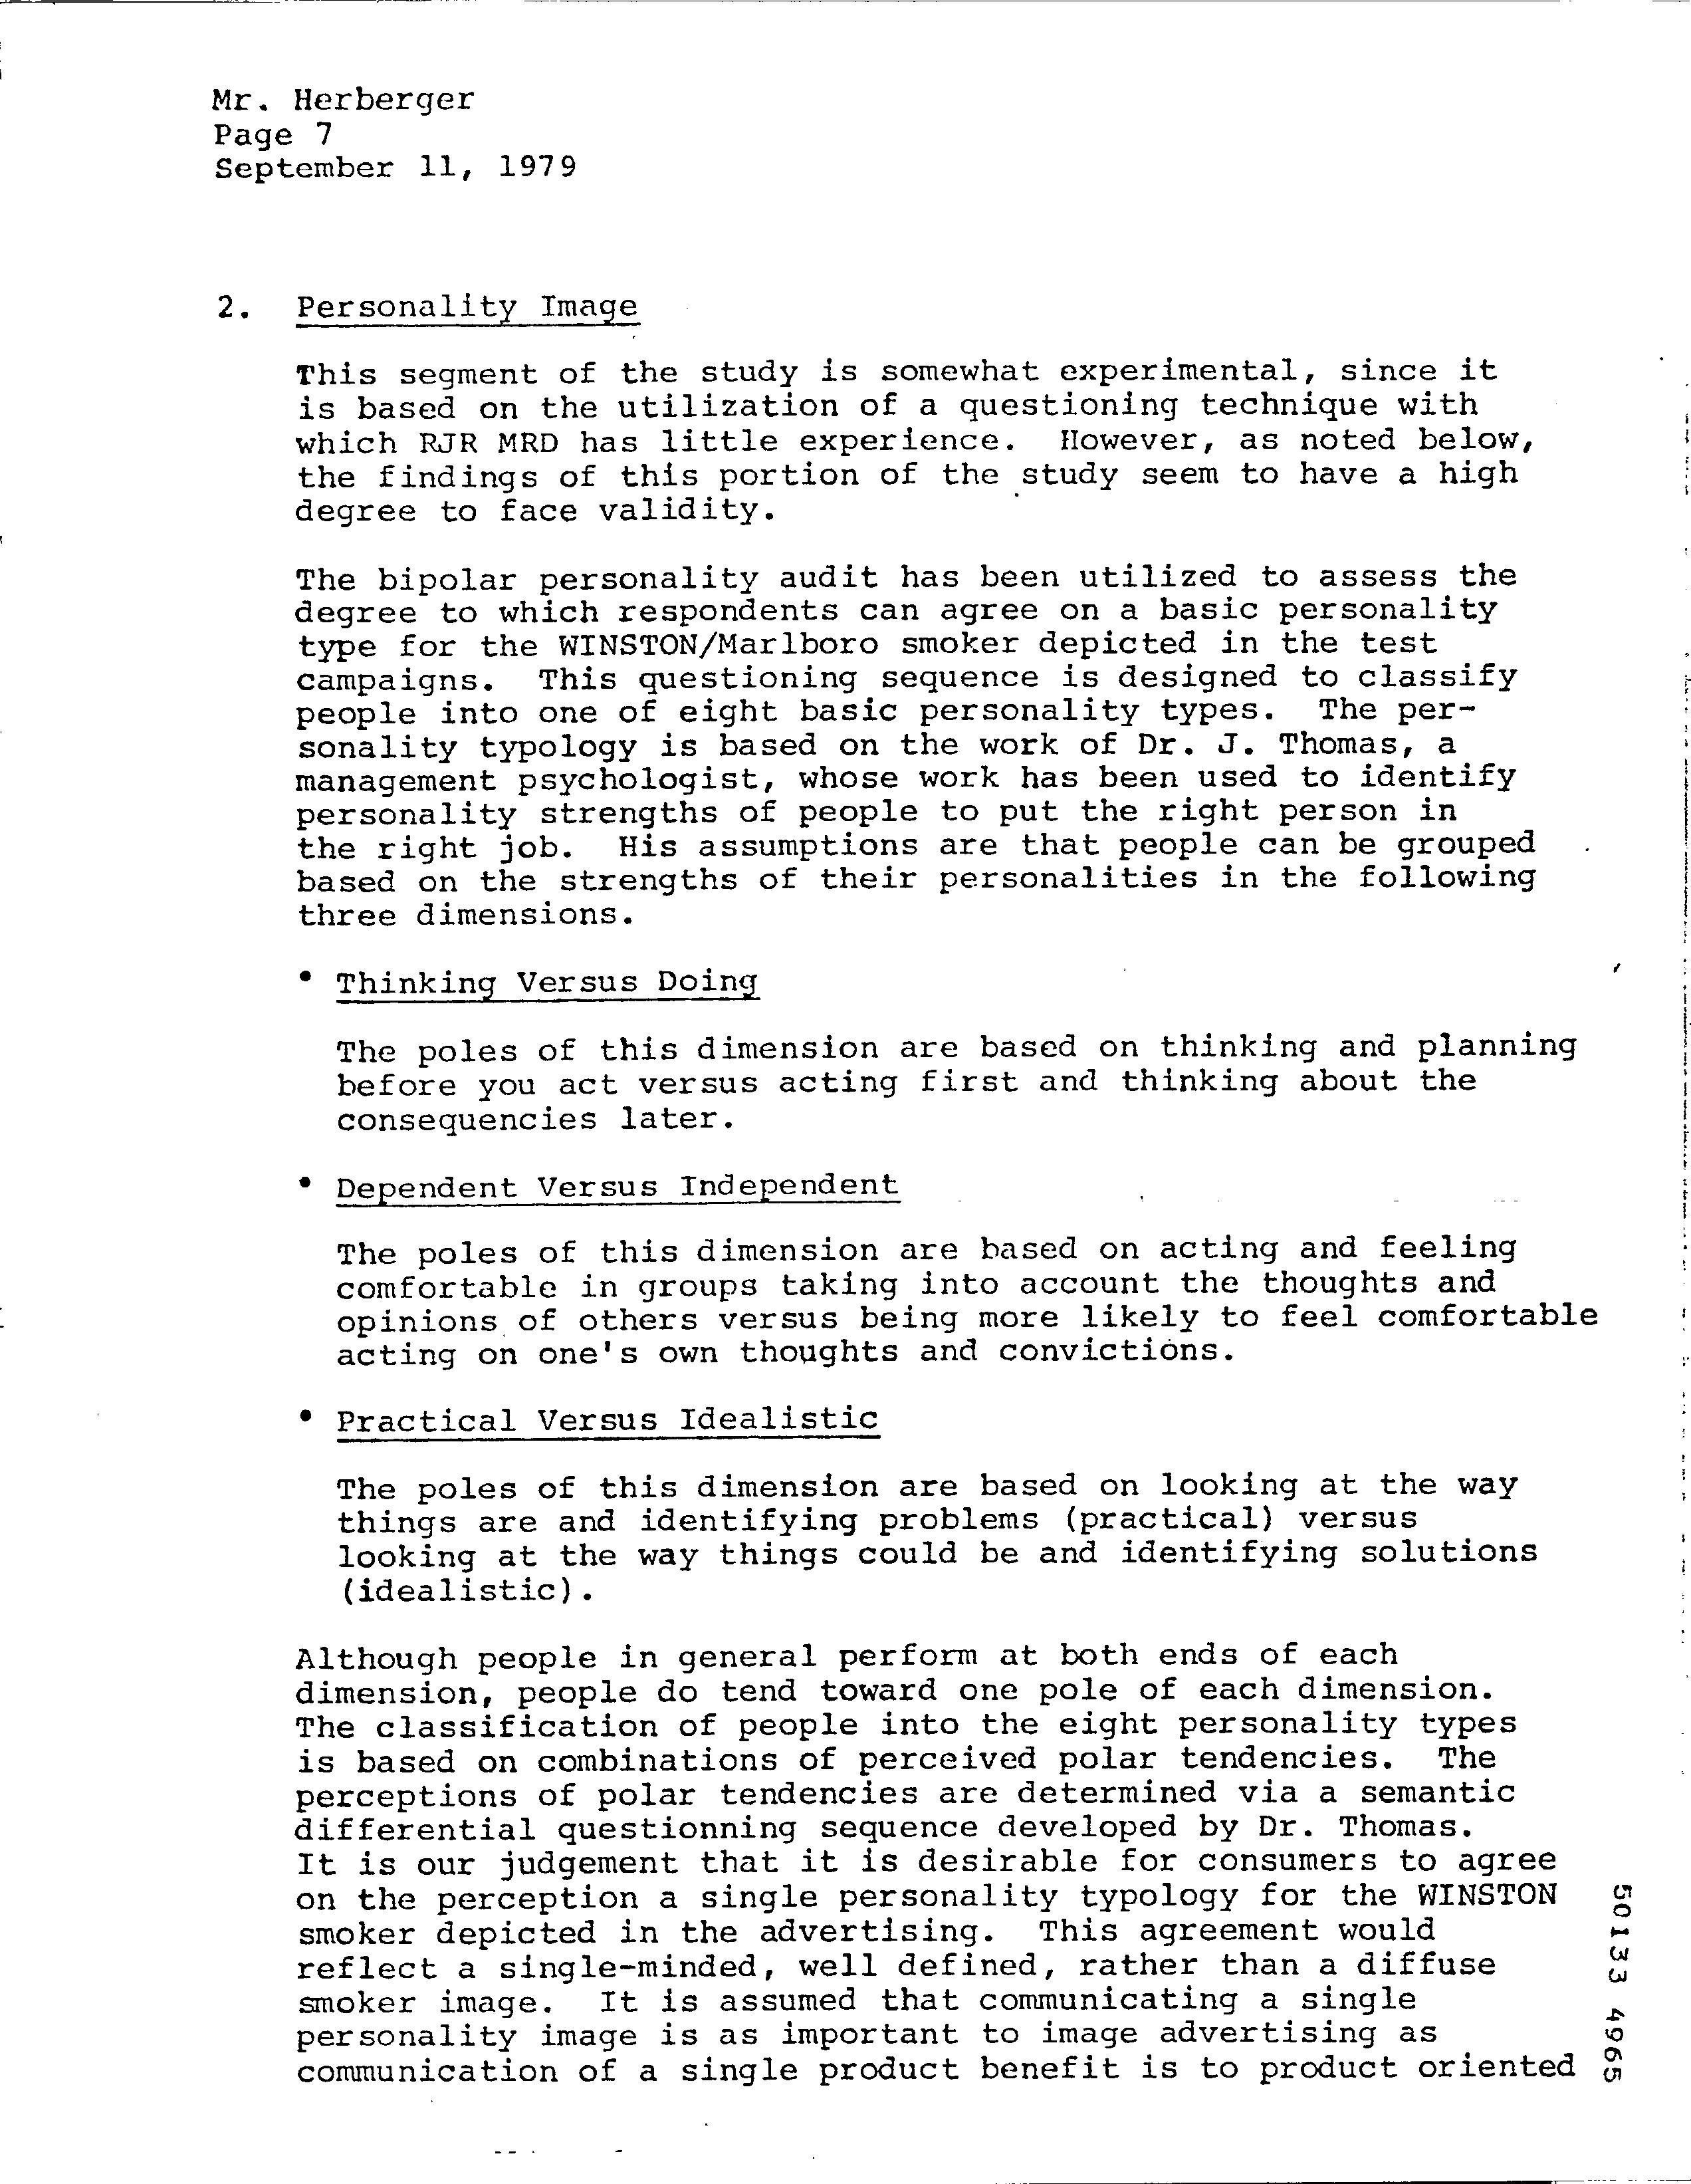 Mr. Herberger
Page 7
September 11, 1979
2. Personality Image
This segment of the study is somewhat experimental, since it
is based on the utilization of a questioning technique with
which RJR MRD has little experience. However, as noted below,
the findings of this portion of the study seem to have a high
degree to face validity.
The bipolar personality audit has been utilized to assess the
degree to which respondents can agree on a basic personality
type for the WINSTON/Marlboro smoker depicted in the test
campaigns. This questioning sequence is designed to classify
people into one of eight basic personality types. The per-
sonality typology is based on the work of Dr. J. Thomas, a
management psychologist, whose work has been used to identify
personality strengths of people to put the right person in
the right job. His assumptions are that people can be grouped
based on the strengths of their personalities in the following
three dimensions.
• Thinking Versus Doing
The poles of this dimension are based on thinking and planning
before you act versus acting first and thinking about the
consequencies later.
• Dependent Versus Independent
The poles of this dimension are based on acting and feeling
comfortable in groups taking into account the thoughts and
opinions of others versus being more likely to feel comfortable
acting on one's own thoughts and convictions.
• Practical Versus Idealistic
The poles of this dimension are based on looking at the way
things are and identifying problems (practical) versus
looking at the way things could be and identifying solutions
(idealistic).
Although people in general perform at both ends of each
dimension, people do tend toward one pole of each dimension.
The classification of people into the eight personality types
is based on combinations of perceived polar tendencies. The
perceptions of polar tendencies are determined via a semantic
differential questionning sequence developed by Dr. Thomas.
It is our judgement that it is desirable for consumers to agree
on the perception a single personality typology for the WINSTON
smoker depicted in the advertising. This agreement would
reflect a single-minded, well defined, rather than a diffuse
smoker image. It is assumed that communicating a single
personality image is as important to image advertising as
communication of a single product benefit is to product oriented
50133 4965